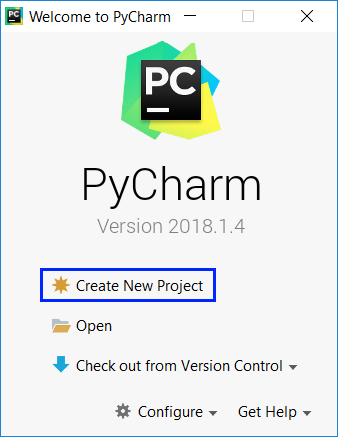 Welcome to PyCharm
PC
PyCharm
Version 2018.1.4
Create New Project
Open
Check out from Version Control
Configure Get Help